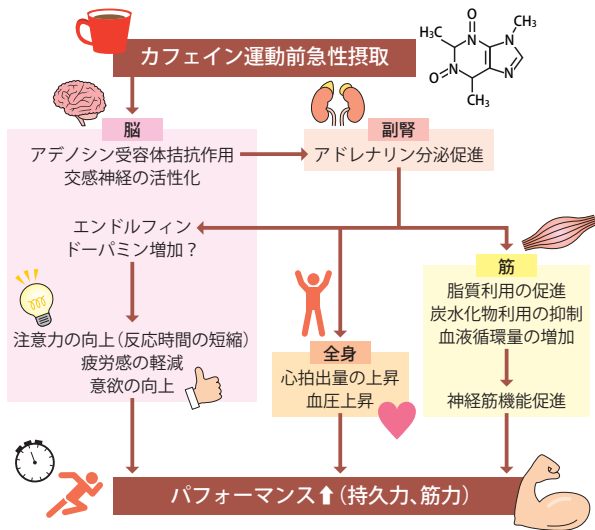 カフェイン運動前急性摂取
O
CH₃
H₃C
N
N
O
N
N
CH₃
脳
アデノシン受容体拮抗作用
交感神経の活性化
副腎
アドレナリン分泌促進
エンドルフィン
ドーパミン増加？
注意力の向上（反応時間の短縮）
疲労感の軽減
意欲の向上
全身
心拍出量の上昇
血圧上昇
筋
脂質利用の促進
炭水化物利用の抑制
血液循環量の増加
神経筋機能促進
パフォーマンス⬆（持久力、筋力）